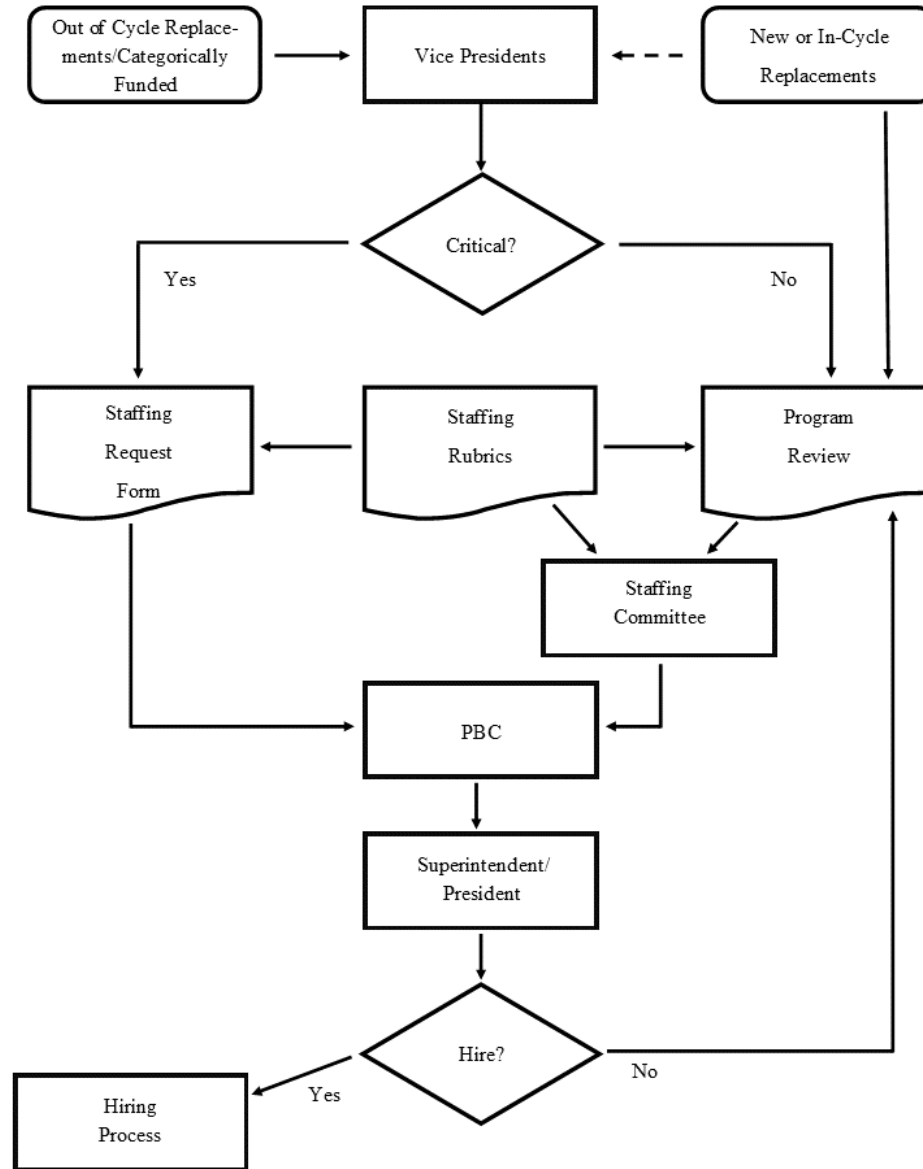 Out of Cycle Replace-
ments/Categorically
Funded
Vice Presidents
New or In-Cycle
Replacements
Critical?
Yes
No
Staffing
Request
Form
Staffing
Rubrics
Program
Review
Staffing
Committee
PBC
Superintendent/
President
Hire?
Yes
No
Hiring
Process